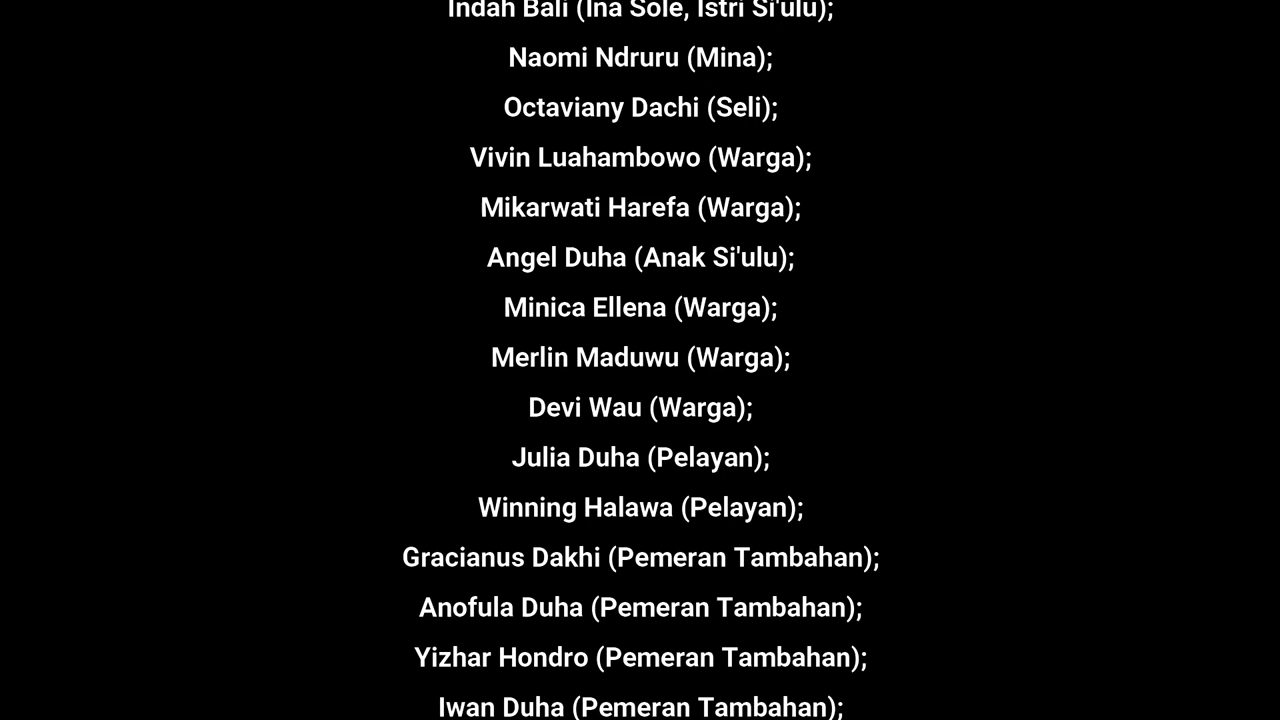 Indah Bali (Ina Sole, Istri Si'ulu);
Naomi Ndruru (Mina);
Octaviany Dachi (Seli);
Vivin Luahambowo (Warga);
Mikarwati Harefa (Warga);
Angel Duha (Anak Si'ulu);
Minica Ellena (Warga);
Merlin Maduwu (Warga);
Devi Wau (Warga);
Julia Duha (Pelayan);
Winning Halawa (Pelayan);
Gracianus Dakhi (Pemeran Tambahan);
Anofula Duha (Pemeran Tambahan);
Yizhar Hondro (Pemeran Tambahan);
Iwan Duha (Pemeran Tambahan);